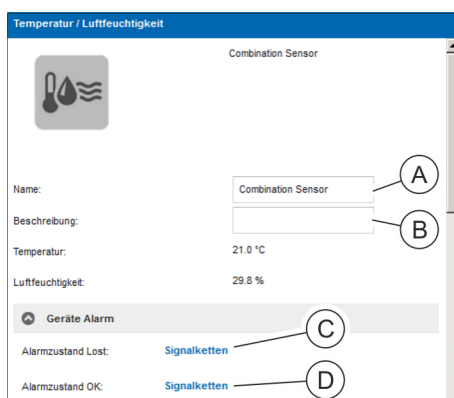 Temperatur / Luftfeuchtigkeit
Combination Sensor
Name: Combination Sensor A
Beschreibung: B
Temperatur: 21.0 °C
Luftfeuchtigkeit: 29.8 %
Geräte Alarm
C
Alarmzustand Lost: Signalketten
Alarmzustand OK: Signalketten D